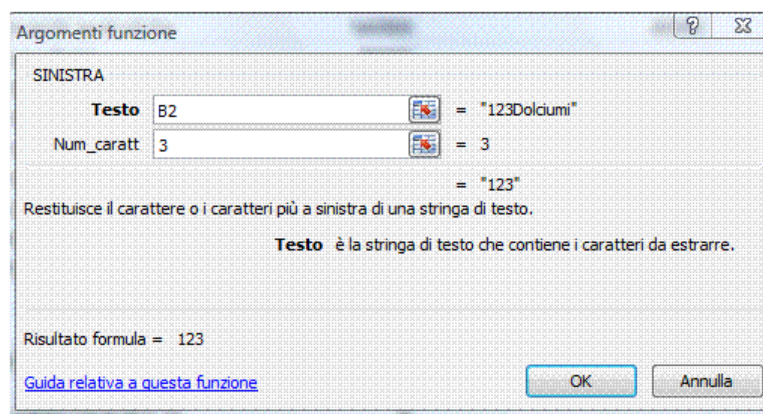 Argomenti funzione
SINISTRA
Testo B2 = "123Dolciumi"
Num_caratt 3 = 3
= "123"
Restituisce il carattere o i caratteri più a sinistra di una stringa di testo.
Testo è la stringa di testo che contiene i caratteri da estrarre.
Risultato formula = 123
Guida relativa a questa funzione OK Annulla